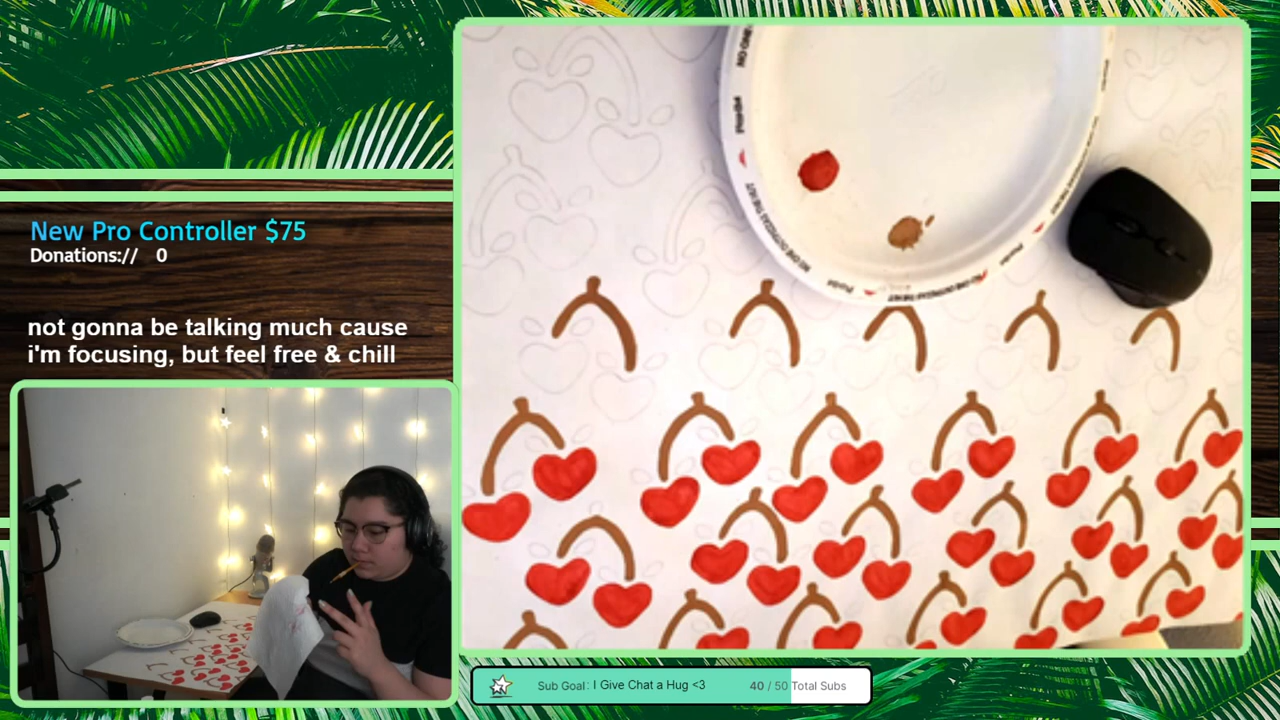 New Pro Controller $75
Donations:// 0
not gonna be talking much cause
i'm focusing, but feel free & chill
Sub Goal: I Give Chat a Hug <3
40 / 50 Total Subs